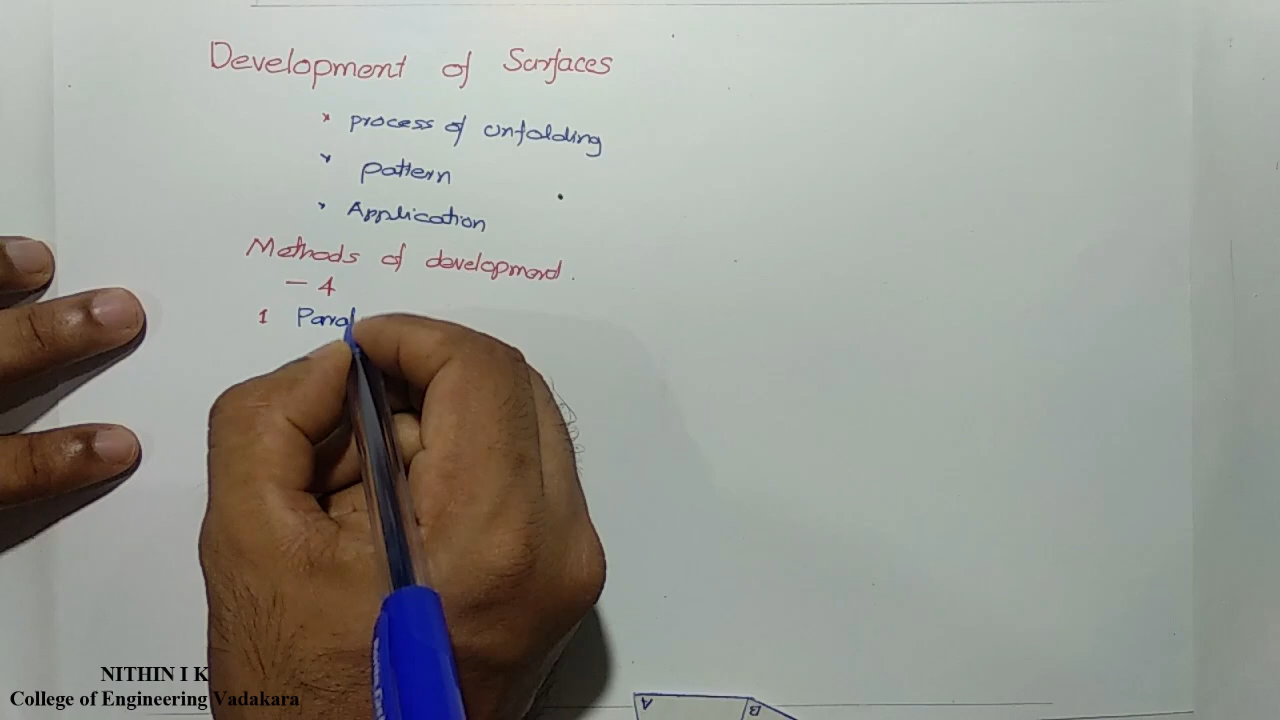 Development of Surfaces
* process of unfolding
* pattern
* Application
Methods of development.
– 4
1 Paral
NITHIN I K
College of Engineering Vadakara
A
B